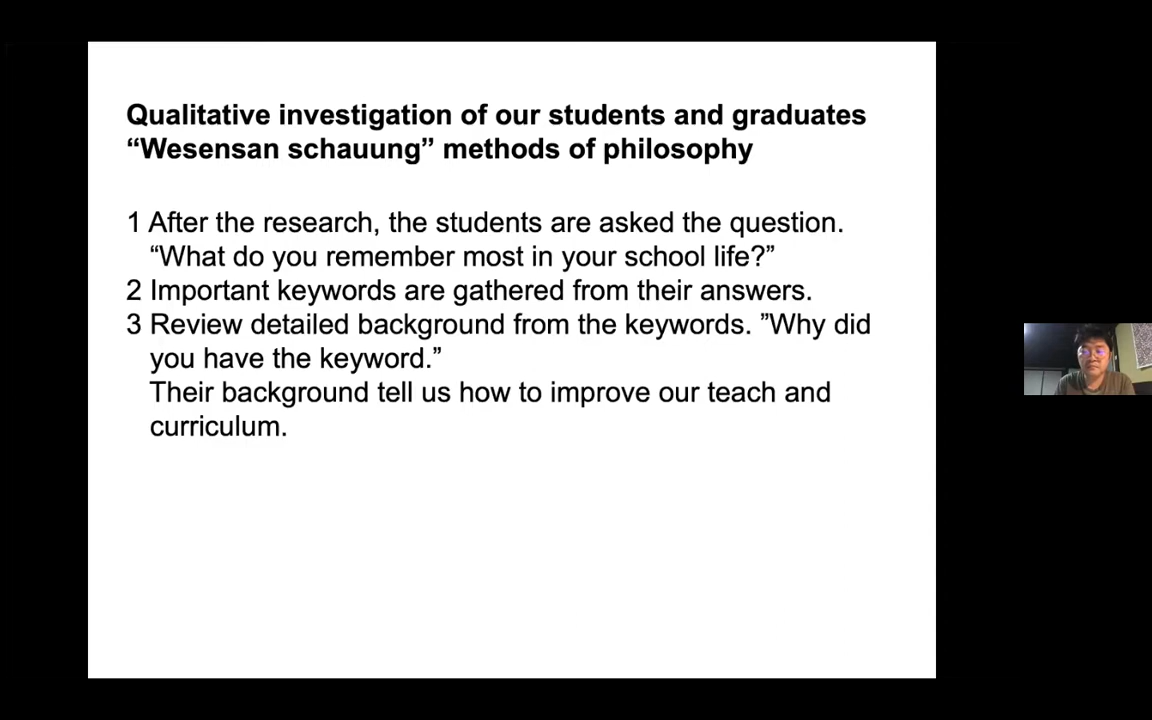 Qualitative investigation of our students and graduates
“Wesensan schauung” methods of philosophy
1 After the research, the students are asked the question.
“What do you remember most in your school life?”
2 Important keywords are gathered from their answers.
3 Review detailed background from the keywords. ”Why did
you have the keyword.”
Their background tell us how to improve our teach and
curriculum.